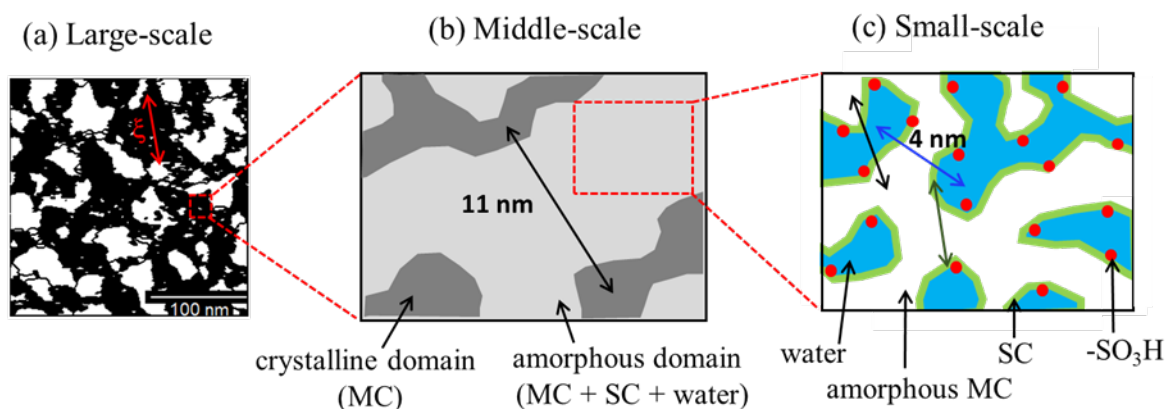 (a) Large-scale
(b) Middle-scale
(c) Small-scale
ξ
100 nm
11 nm
4 nm
crystalline domain
(MC)
amorphous domain
(MC + SC + water)
water
amorphous MC
SC
-SO₃H